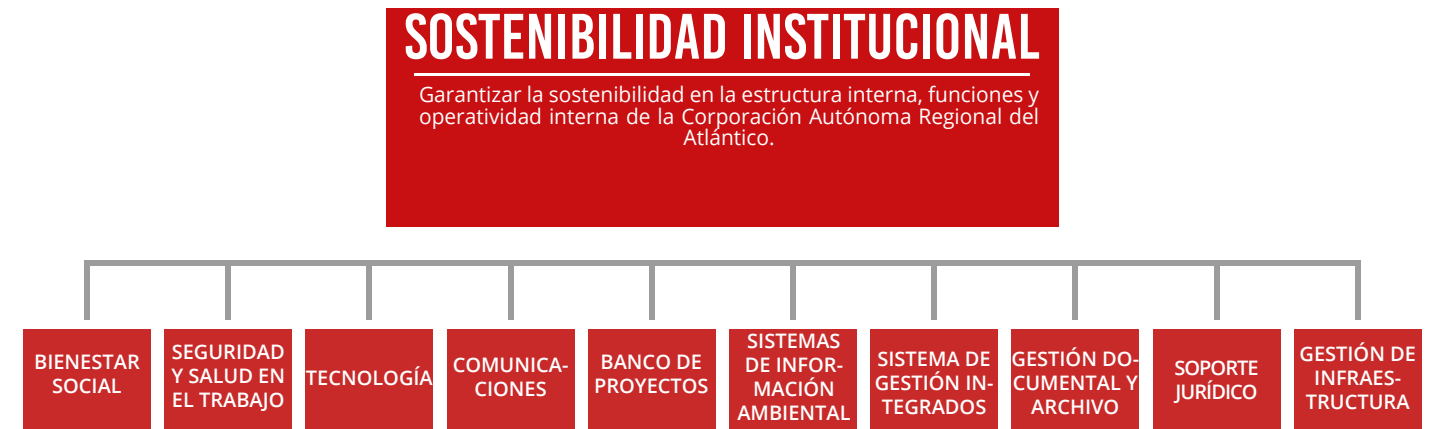 SOSTENIBILIDAD INSTITUCIONAL
Garantizar la sostenibilidad en la estructura interna, funciones y
operatividad interna de la Corporación Autónoma Regional del
Atlántico.
BIENESTAR
SOCIAL
SEGURIDAD
Y SALUD EN
EL TRABAJO
TECNOLOGÍA
COMUNICA-
CIONES
BANCO DE
PROYECTOS
SISTEMAS
DE INFOR-
MACIÓN
AMBIENTAL
SISTEMA DE
GESTIÓN IN-
TEGRADOS
GESTIÓN DO-
CUMENTAL Y
ARCHIVO
SOPORTE
JURÍDICO
GESTIÓN DE
INFRAES-
TRUCTURA